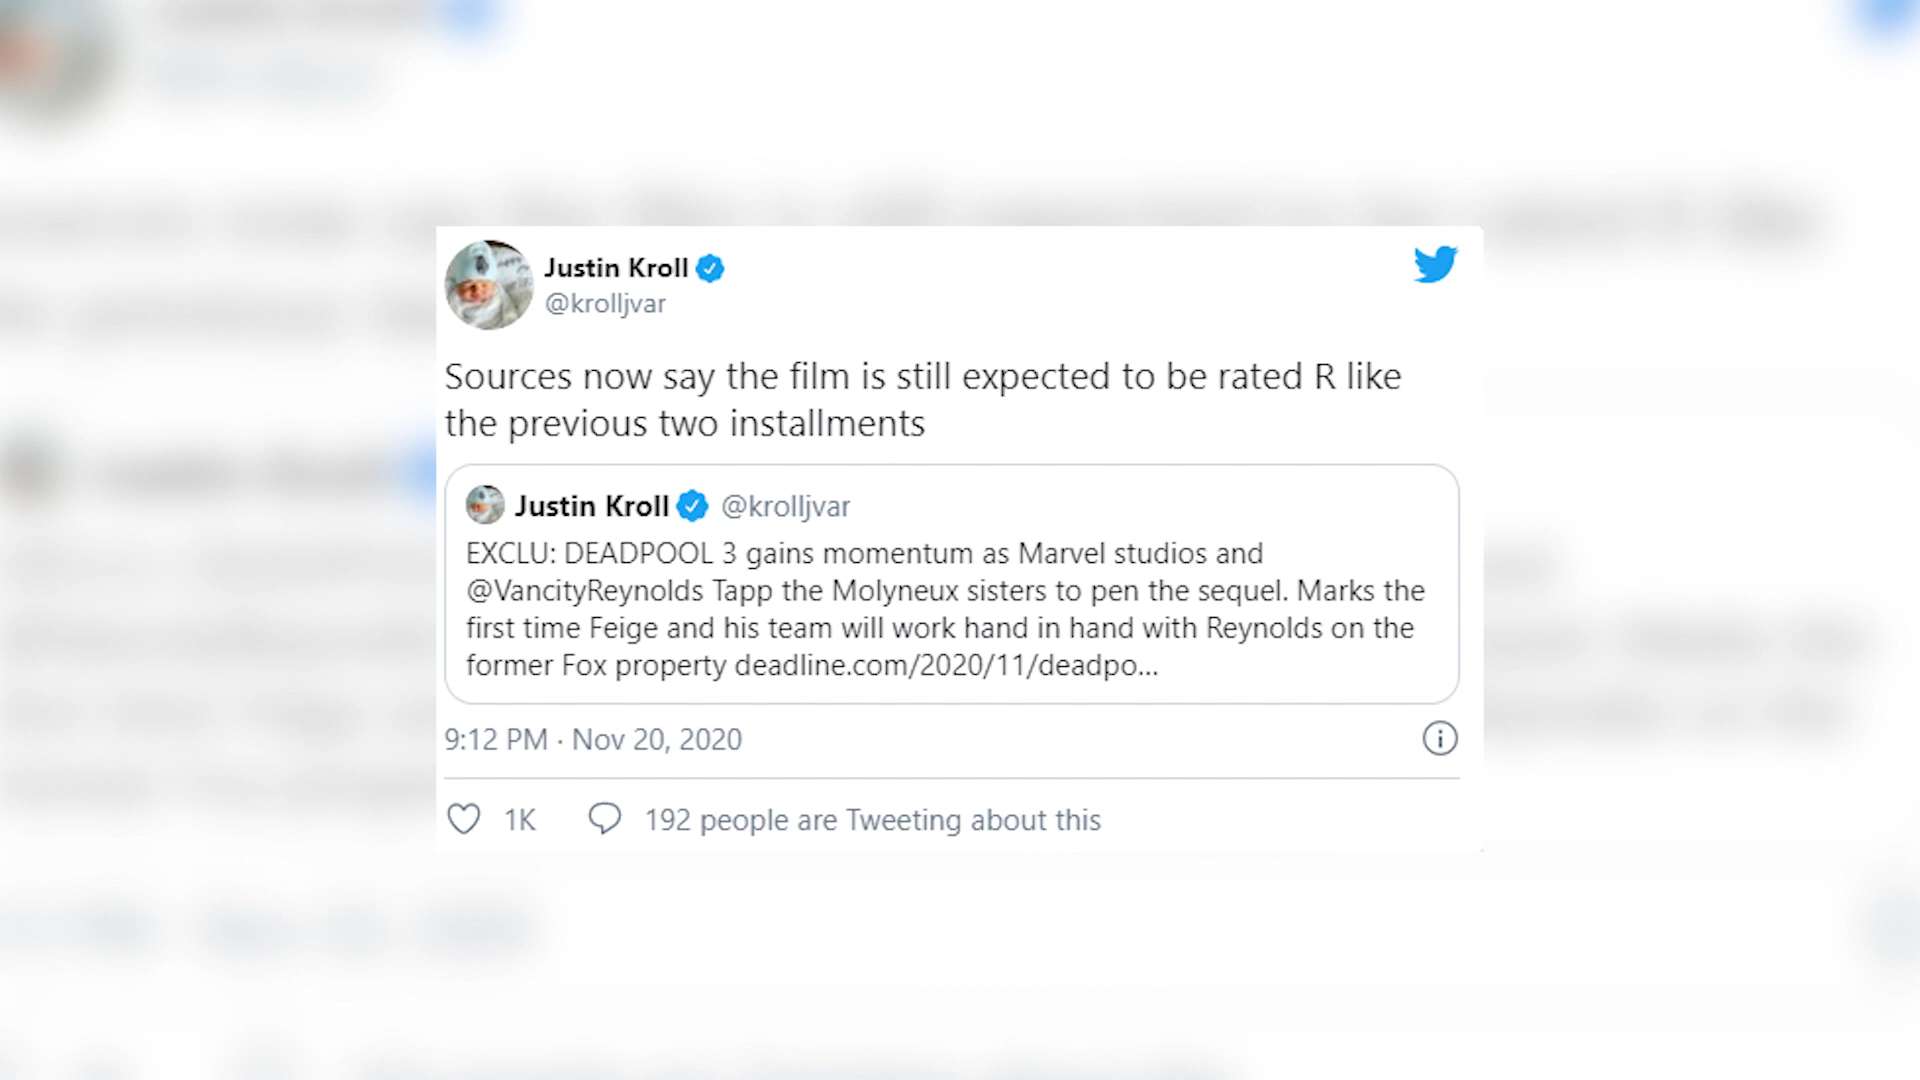 Justin Kroll
@krolljvar
Sources now say the film is still expected to be rated R like
the previous two installments
Justin Kroll @krolljvar
EXCLU: DEADPOOL 3 gains momentum as Marvel studios and
@VancityReynolds Tapp the Molyneux sisters to pen the sequel. Marks the
first time Feige and his team will work hand in hand with Reynolds on the
former Fox property deadline.com/2020/11/deadpo...
9:12 PM · Nov 20, 2020
1K 192 people are Tweeting about this